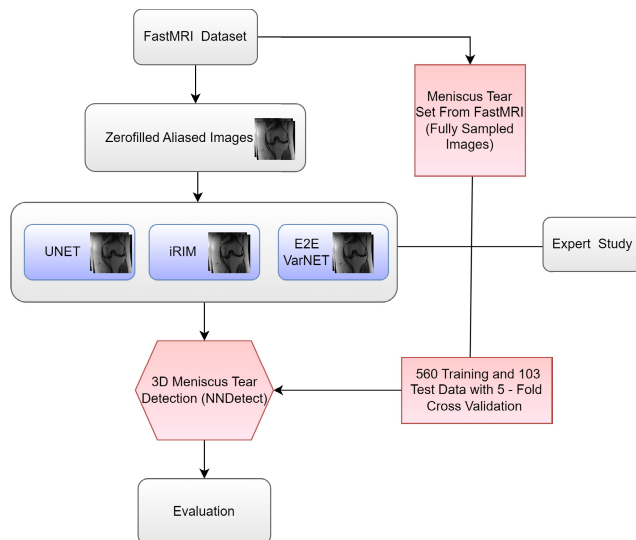 FastMRI Dataset
Meniscus Tear
Set From FastMRI
(Fully Sampled
Images)
Zerofilled Aliased Images
UNET
iRIM
E2E
VarNET
Expert Study
3D Meniscus Tear
Detection (NNDetect)
560 Training and 103
Test Data with 5 - Fold
Cross Validation
Evaluation